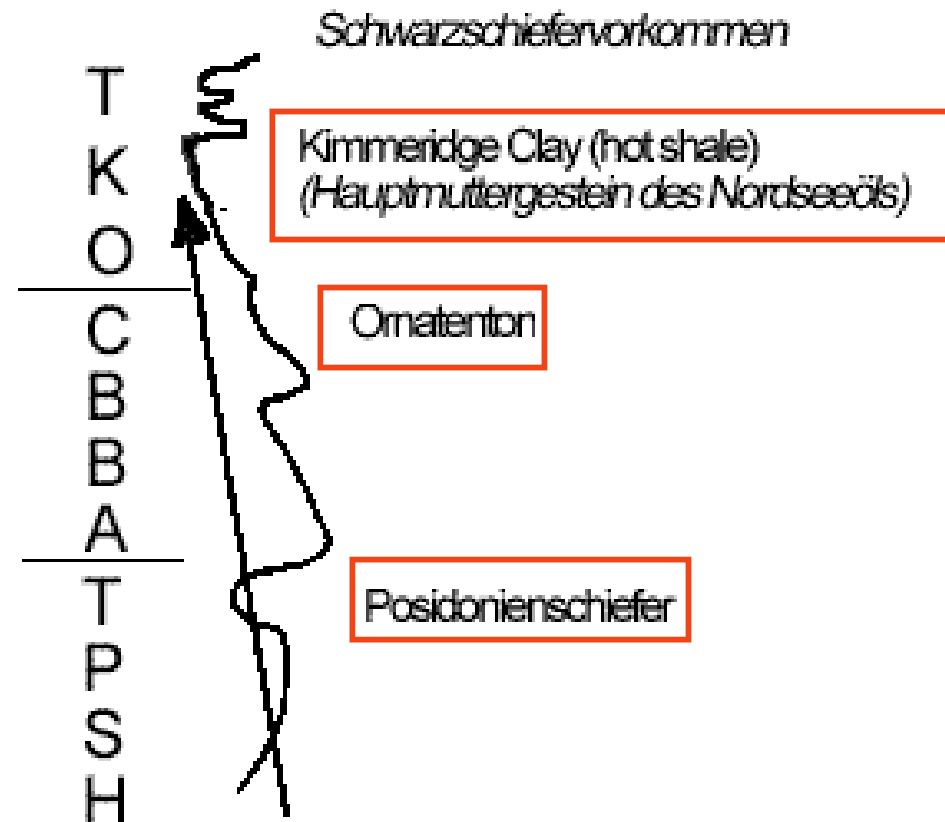 Schwarzschiefervorkommen
T
K
O
C
B
B
A
T
P
S
H
Kimmeridge Clay (hot shale)
(Hauptmuttergestein des Nordseeöls)
Ornatenton
Posidonienschiefer